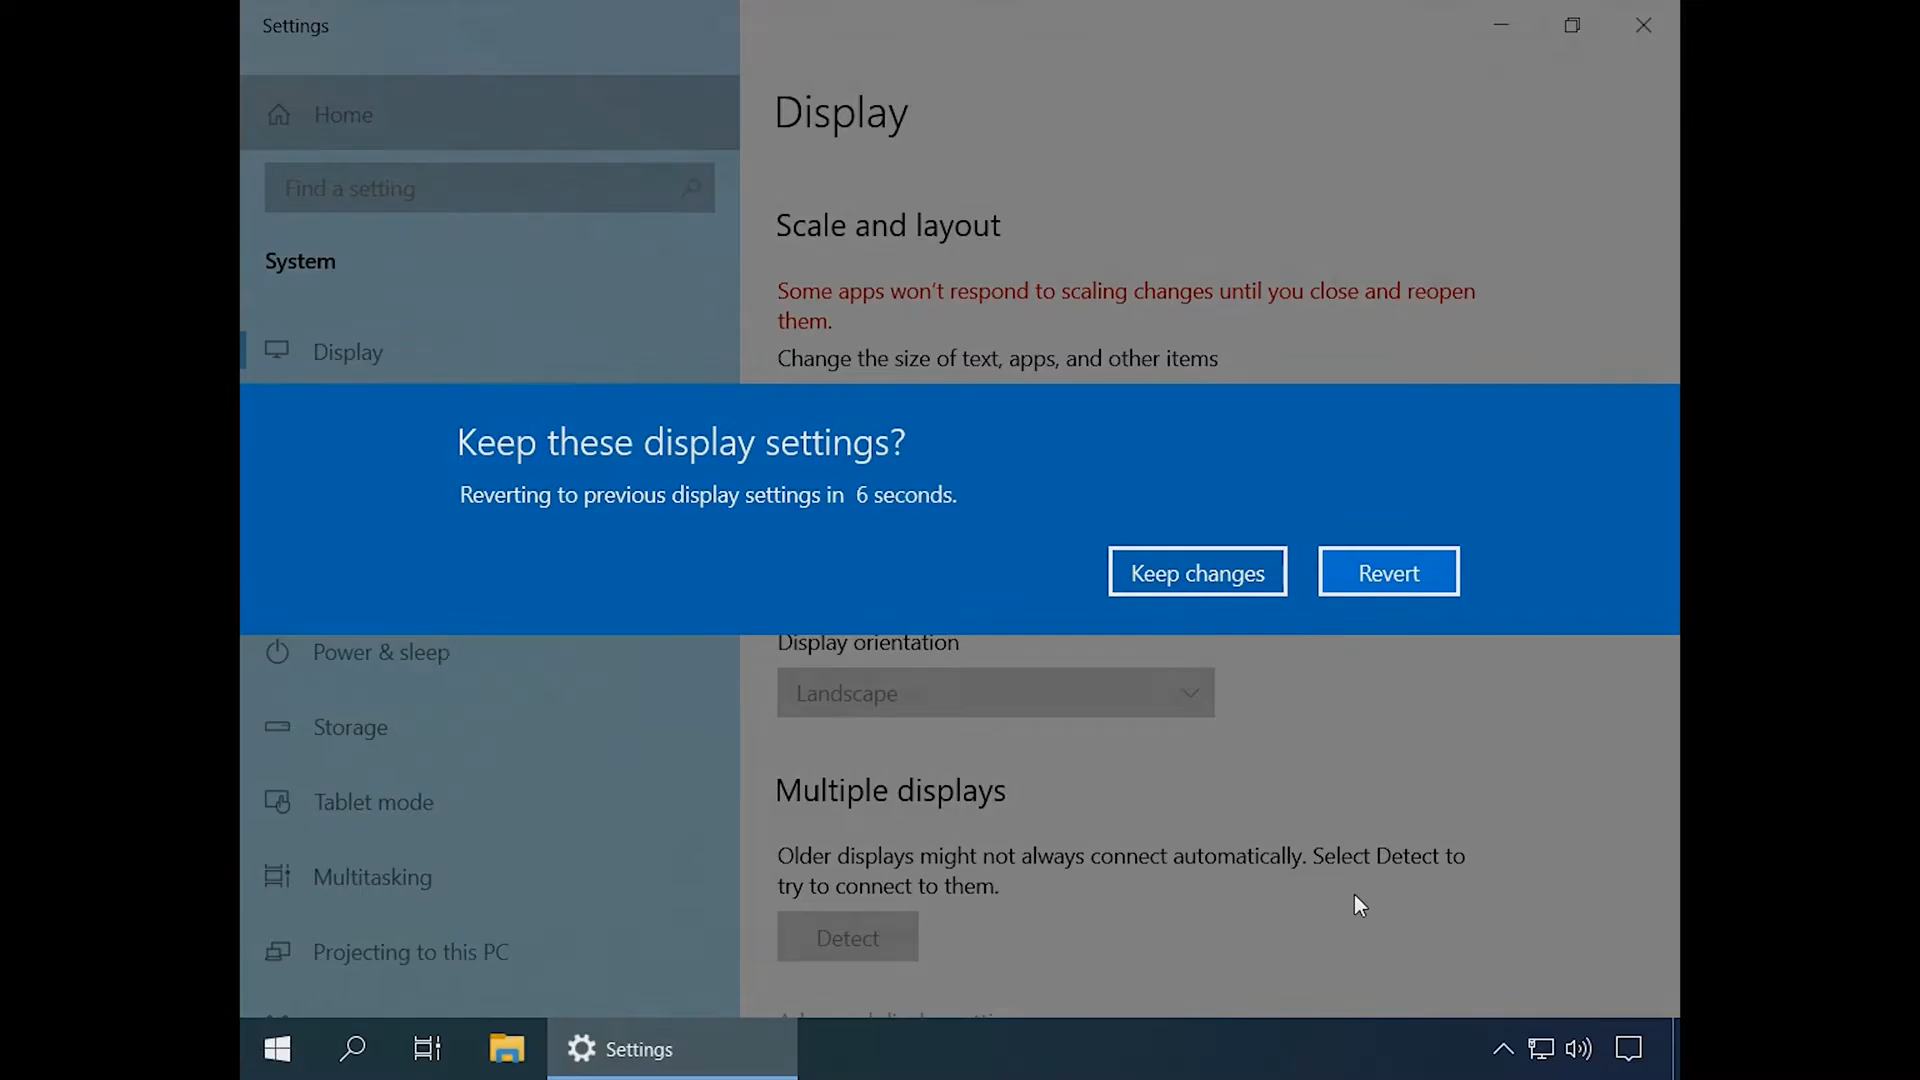 Settings
Home
Find a setting
System
Display
Power & sleep
Storage
Tablet mode
Multitasking
Projecting to this PC
Display
Scale and layout
Some apps won't respond to scaling changes until you close and reopen
them.
Change the size of text, apps, and other items
Keep these display settings?
Reverting to previous display settings in 6 seconds.
Keep changes
Revert
Display orientation
Landscape
Multiple displays
Older displays might not always connect automatically. Select Detect to
try to connect to them.
Detect
Settings